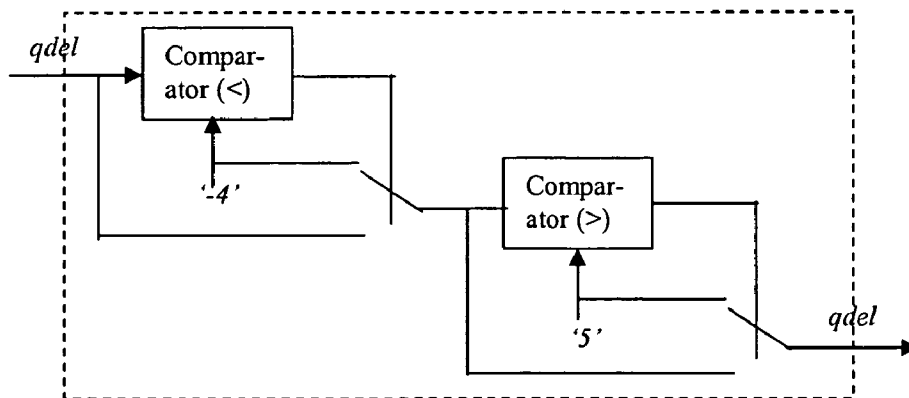 qdel
Compar-
ator (<)
‘-4’
Compar-
ator (>)
‘5’
qdel